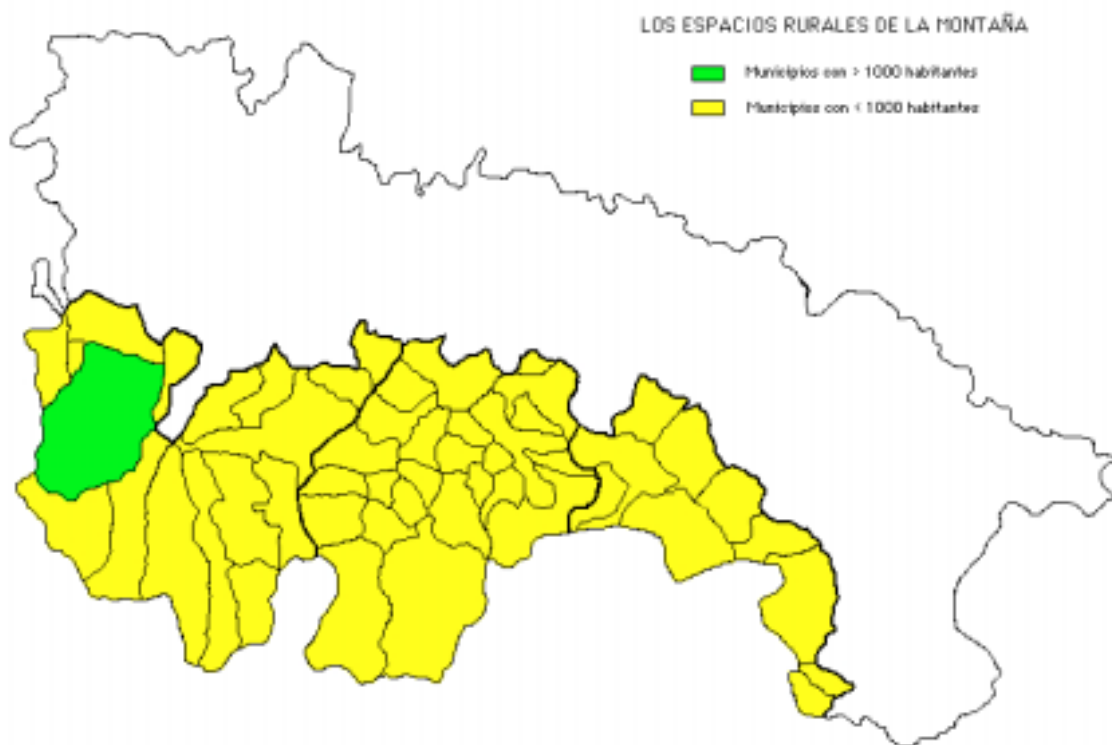 LOS ESPACIOS RURALES DE LA MONTAÑA
Municipios con > 1000 habitantes
Municipios con < 1000 habitantes